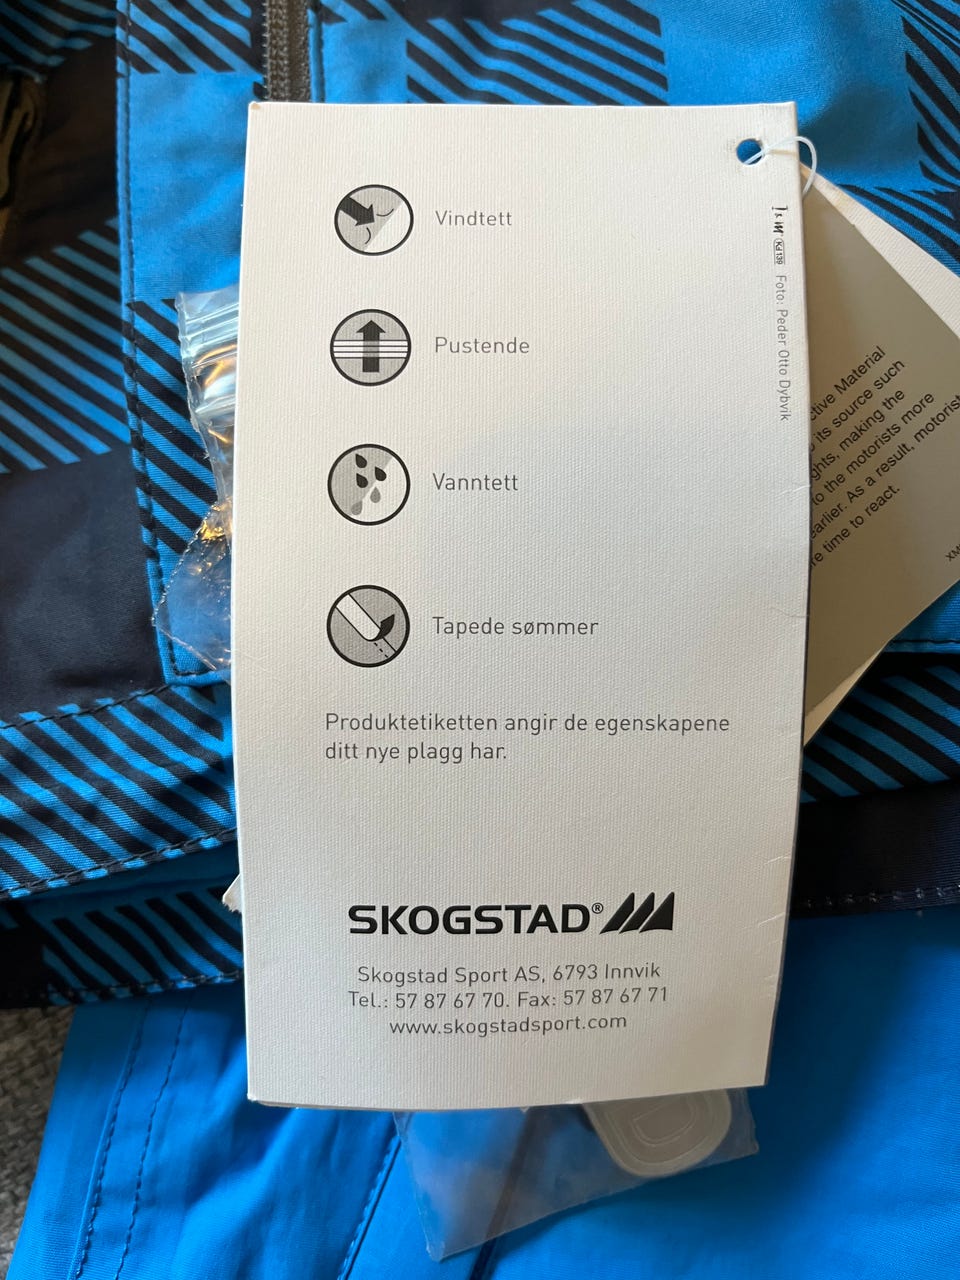 Vindtett
Pustende
Vanntett
Tapede sømmer
Produktetiketten angir de egenskapene
ditt nye plagg har.
SKOGSTAD®
Skogstad Sport AS, 6793 Innvik
Tel.: 57 87 67 70. Fax: 57 87 67 71
www.skogstadsport.com
Kd139 Foto: Peder Otto Dybvik
Material
its source such
making the
to the motorists more
earlier. As a result, motorist
time to react.